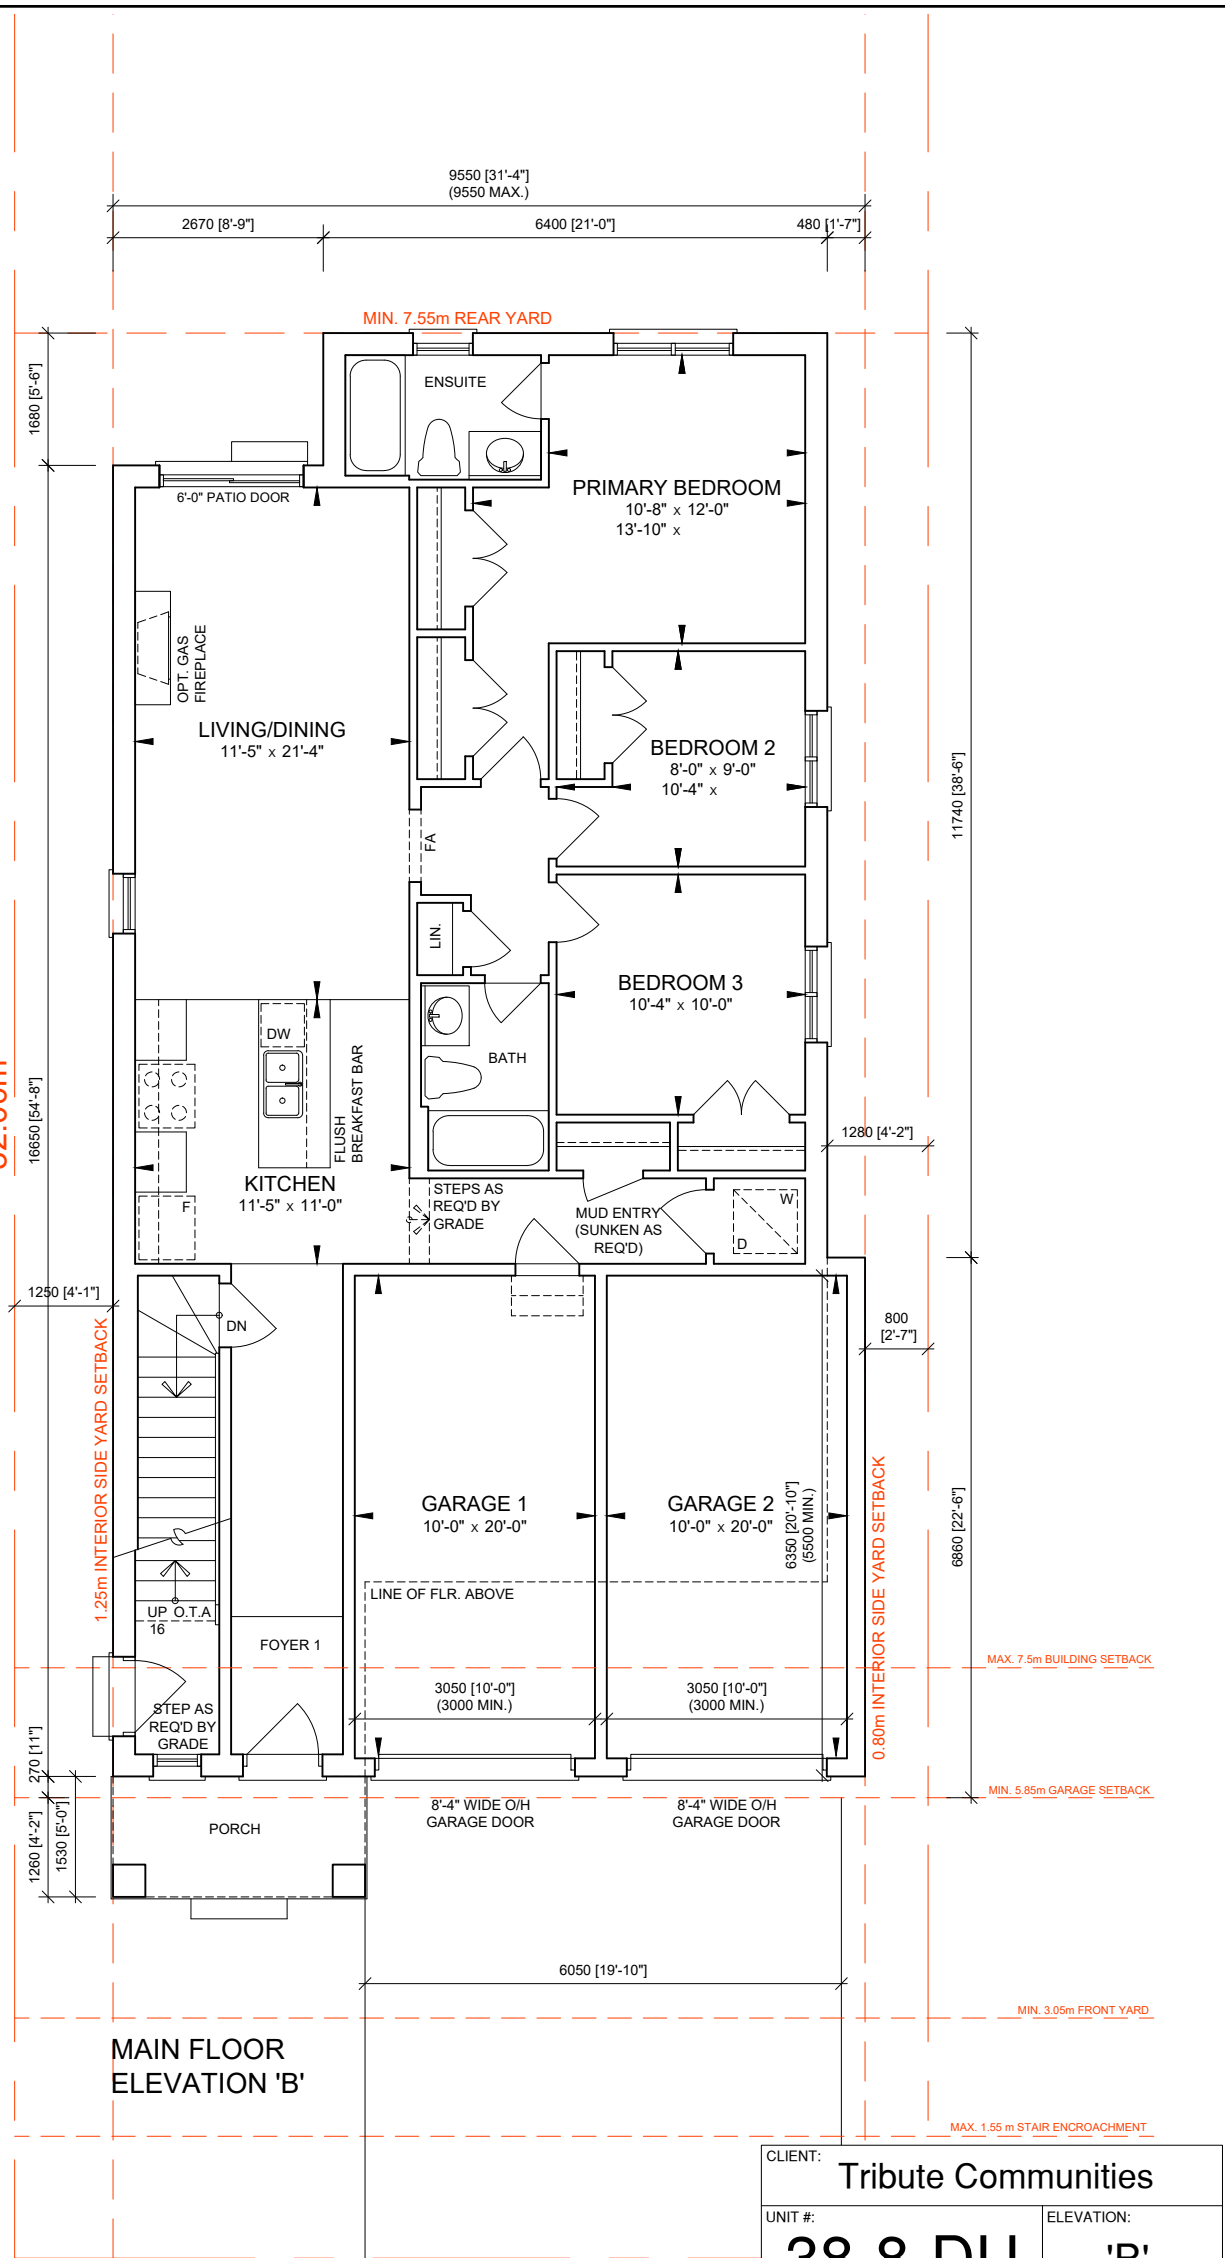 9550 [31'-4"]
(9550 MAX.)
2670 [8'-9"]
6400 [21'-0"]
480 [1'-7"]
MIN. 7.55m REAR YARD
1680 [5'-6"]
ENSUITE
6'-0" PATIO DOOR
PRIMARY BEDROOM
10'-8" x 12'-0"
13'-10" x
OPT. GAS
FIREPLACE
LIVING/DINING
11'-5" x 21'-4"
BEDROOM 2
8'-0" x 9'-0"
10'-4" x
11740 [38'-6"]
FA
LIN.
BEDROOM 3
10'-4" x 10'-0"
DW
BATH
FLUSH
BREAKFAST BAR
16650 [54'-8"]
1280 [4'-2"]
KITCHEN
11'-5" x 11'-0"
F
STEPS AS
REQ'D BY
GRADE
MUD ENTRY
(SUNKEN AS
REQ'D)
W
D
1250 [4'-1"]
DN
800
[2'-7"]
1.25m INTERIOR SIDE YARD SETBACK
GARAGE 1
10'-0" x 20'-0"
GARAGE 2
10'-0" x 20'-0"
6350 [20'-10"]
(5500 MIN.)
0.80m INTERIOR SIDE YARD SETBACK
6860 [22'-6"]
LINE OF FLR. ABOVE
UP O.T.A
16
FOYER 1
MAX. 7.5m BUILDING SETBACK
3050 [10'-0"]
(3000 MIN.)
3050 [10'-0"]
(3000 MIN.)
STEP AS
REQ'D BY
GRADE
270 [11"]
MIN. 5.85m GARAGE SETBACK
8'-4" WIDE O/H
GARAGE DOOR
8'-4" WIDE O/H
GARAGE DOOR
PORCH
1260 [4'-2"]
1530 [5'-0"]
6050 [19'-10"]
MIN. 3.05m FRONT YARD
MAIN FLOOR
ELEVATION 'B'
MAX. 1.55 m STAIR ENCROACHMENT
CLIENT:
Tribute Communities
UNIT #:
ELEVATION:
38-8 DU
'B'